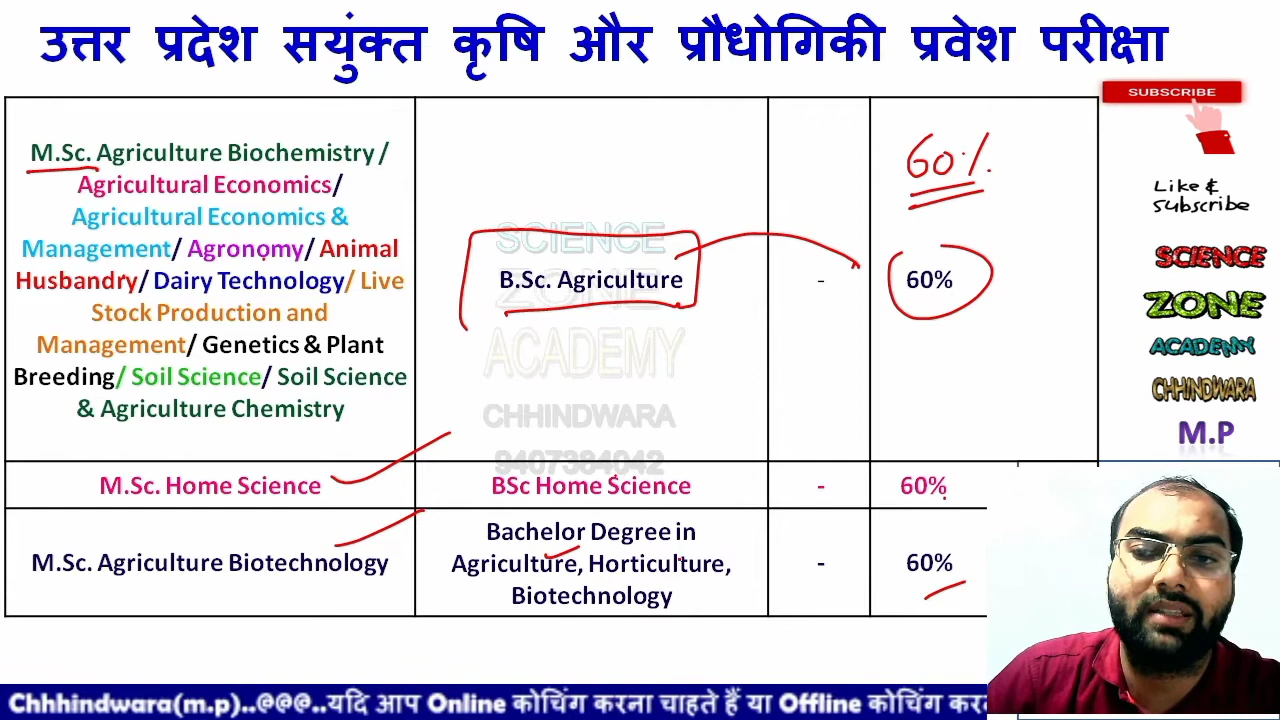 उत्तर प्रदेश सयुंक्त कृषि और प्रौधोगिकी प्रवेश परीक्षा
SUBSCRIBE
M.Sc. Agriculture Biochemistry /
Agricultural Economics/
Agricultural Economics &
Management/ Agronomy/ Animal
Husbandry/ Dairy Technology/ Live
Stock Production and
Management/ Genetics & Plant
Breeding/ Soil Science/ Soil Science
& Agriculture Chemistry
B.Sc. Agriculture
-
60%
60%
SCIENCE
ZONE
ACADEMY
CHHINDWARA
9407384042
Like &
Subscribe
SCIENCE
ZONE
ACADEMY
CHHINDWARA
M.P
M.Sc. Home Science
BSc Home Science
-
60%
M.Sc. Agriculture Biotechnology
Bachelor Degree in
Agriculture, Horticulture,
Biotechnology
-
60%
Chhhindwara(m.p)..@@@..यदि आप Online कोचिंग करना चाहते हैं या Offline कोचिंग कर